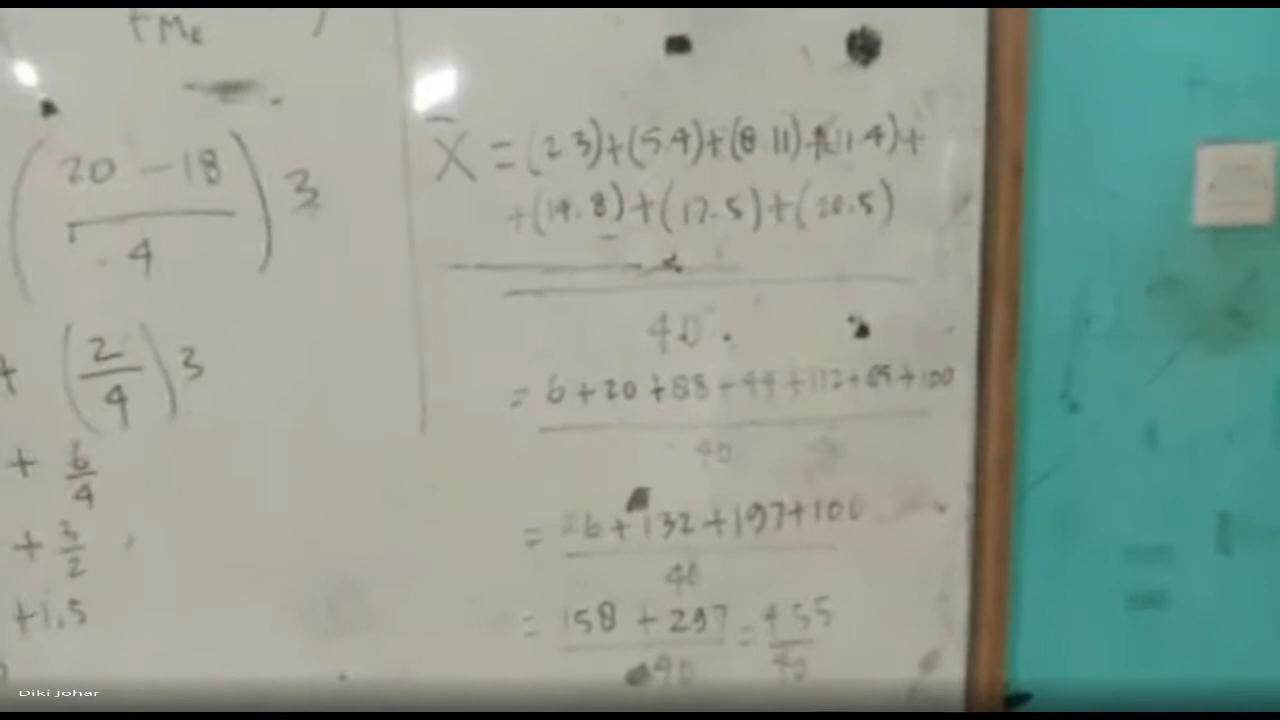 + Me
( 20 - 18 / 4 ) 3
+ ( 2 / 4 ) 3
+ 6/4
+ 3/2
+1,5
X̄ = (2.3)+(5.4)+(8.11)+(11.4)+
+(14.8)+(17.5)+(20.5)
40
= 6+20+88+44+112+85+100
40
= 26+132+197+100
40
= 158 + 297 / 40 = 455 / 40
Diki Johar